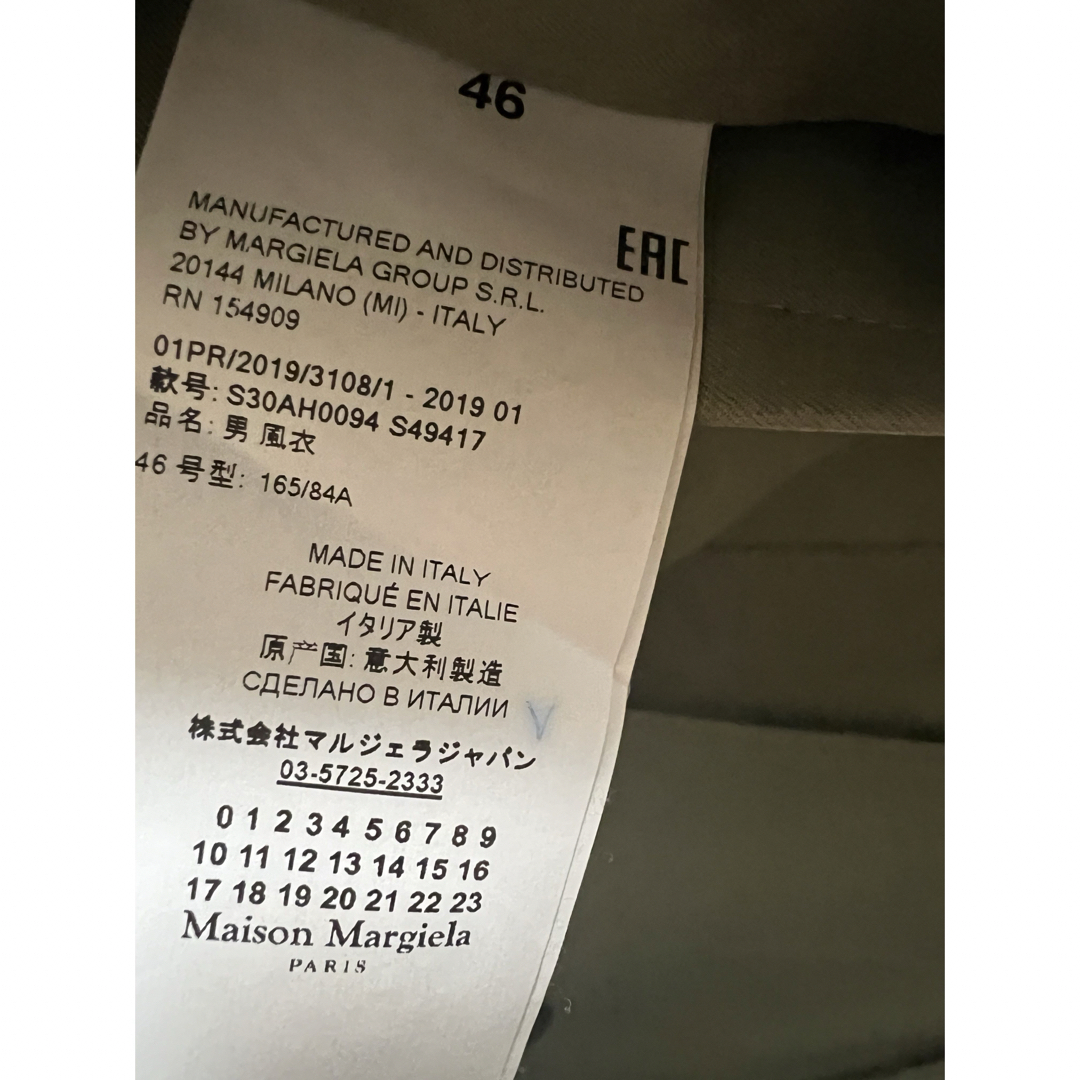 46
EAC
MANUFACTURED AND DISTRIBUTED
BY MARGIELA GROUP S.R.L.
20144 MILANO (MI) - ITALY
RN 154909
01PR/2019/3108/1 - 2019 01
款号: S30AH0094 S49417
品名: 男 風衣
46 号型: 165/84A
MADE IN ITALY
FABRIQUÉ EN ITALIE
イタリア製
原产国: 意大利製造
СДЕЛАНО В ИТАЛИИ
株式会社マルジェラジャパン
03-5725-2333
0 1 2 3 4 5 6 7 8 9
10 11 12 13 14 15 16
17 18 19 20 21 22 23
Maison Margiela
PARIS